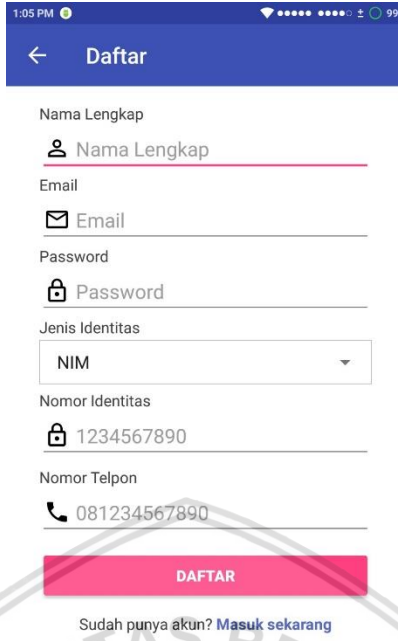 1:05 PM 99
Daftar
Nama Lengkap
Nama Lengkap
Email
Email
Password
Password
Jenis Identitas
NIM
Nomor Identitas
1234567890
Nomor Telpon
081234567890
DAFTAR
Sudah punya akun? Masuk sekarang